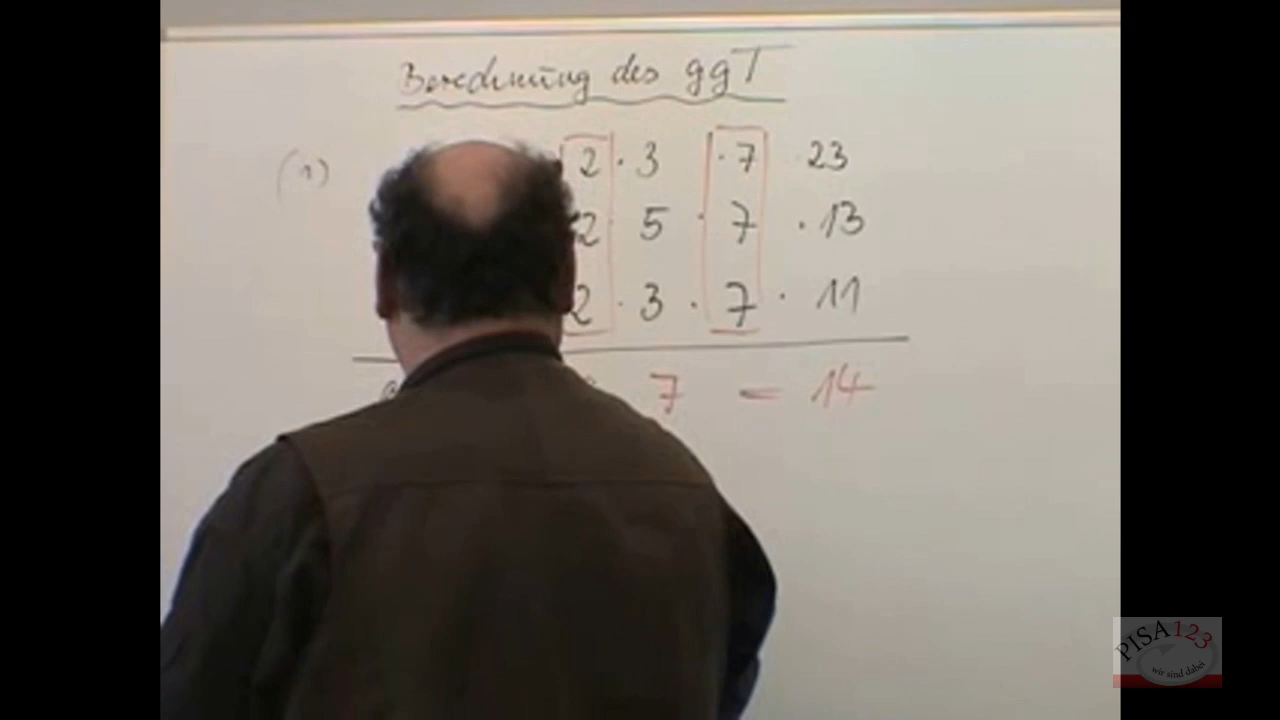 Berechnung des ggT
(1) 2 · 3 · 7 · 23
2 · 5 · 7 · 13
2 · 3 · 7 · 11
7 = 14
PISA123
wir sind dabei